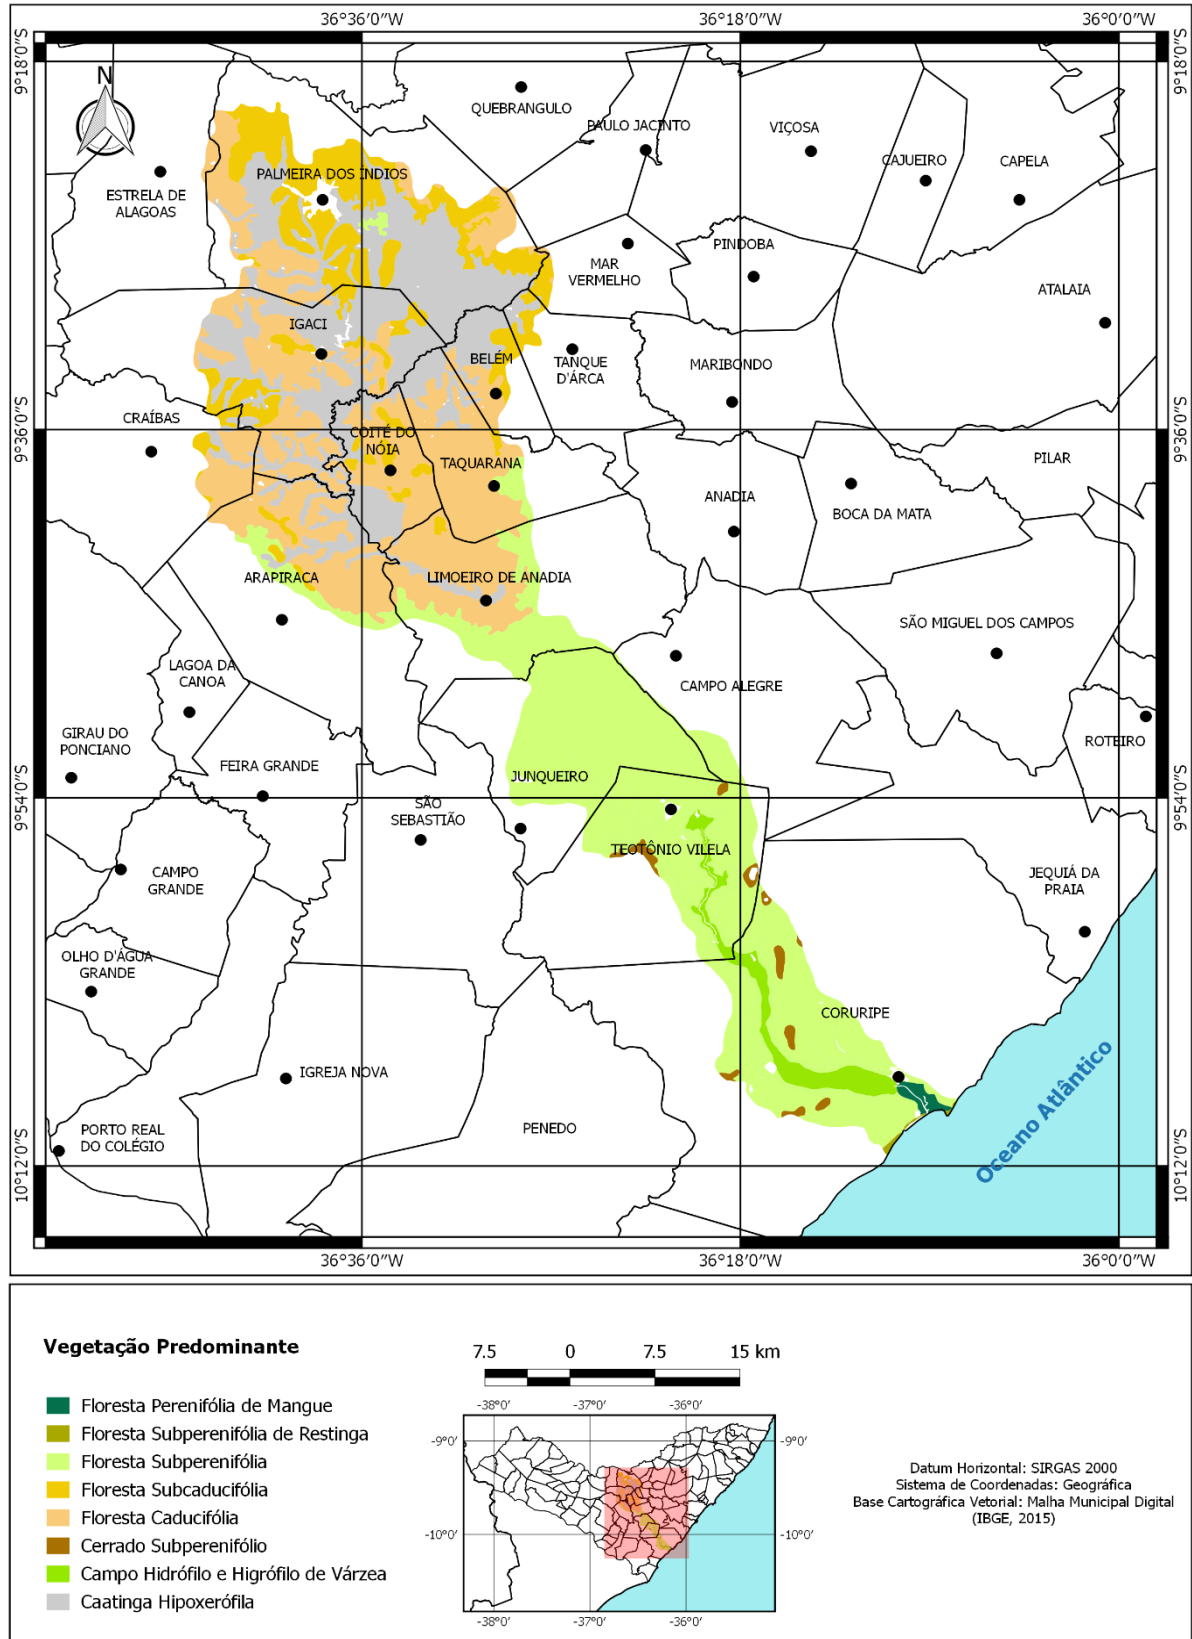 36°36'0"W
36°18'0"W
36°0'0"W
9°18'0"S
9°18'0"S
N
QUEBRANGULO
PAULO JACINTO
VIÇOSA
CAJUEIRO
CAPELA
PALMEIRA DOS ÍNDIOS
ESTRELA DE
ALAGOAS
MAR
VERMELHO
PINDOBA
ATALAIA
IGACI
BELÉM
TANQUE
D'ÁRCA
MARIBONDO
CRAÍBAS
9°36'0"S
9°36'0"S
COITÉ DO
NÓIA
TAQUARANA
PILAR
ANADIA
BOCA DA MATA
ARAPIRACA
LIMOEIRO DE ANADIA
SÃO MIGUEL DOS CAMPOS
LAGOA DA
CANOA
CAMPO ALEGRE
GIRAU DO
PONCIANO
ROTEIRO
FEIRA GRANDE
JUNQUEIRO
9°54'0"S
9°54'0"S
SÃO
SEBASTIÃO
TEOTÔNIO VILELA
CAMPO
GRANDE
JEQUIÁ DA
PRAIA
OLHO D'ÁGUA
GRANDE
CORURIPE
IGREJA NOVA
Oceano Atlântico
PORTO REAL
DO COLÉGIO
PENEDO
10°12'0"S
10°12'0"S
36°36'0"W
36°18'0"W
36°0'0"W
Vegetação Predominante
Floresta Perenifólia de Mangue
Floresta Subperenifólia de Restinga
Floresta Subperenifólia
Floresta Subcaducifólia
Floresta Caducifólia
Cerrado Subperenifólio
Campo Hidrófilo e Higrófilo de Várzea
Caatinga Hipoxerófila
7.5 0 7.5 15 km
-38°0' -37°0' -36°0'
-9°0' -9°0'
-10°0' -10°0'
-38°0' -37°0' -36°0'
Datum Horizontal: SIRGAS 2000
Sistema de Coordenadas: Geográfica
Base Cartográfica Vetorial: Malha Municipal Digital
(IBGE, 2015)